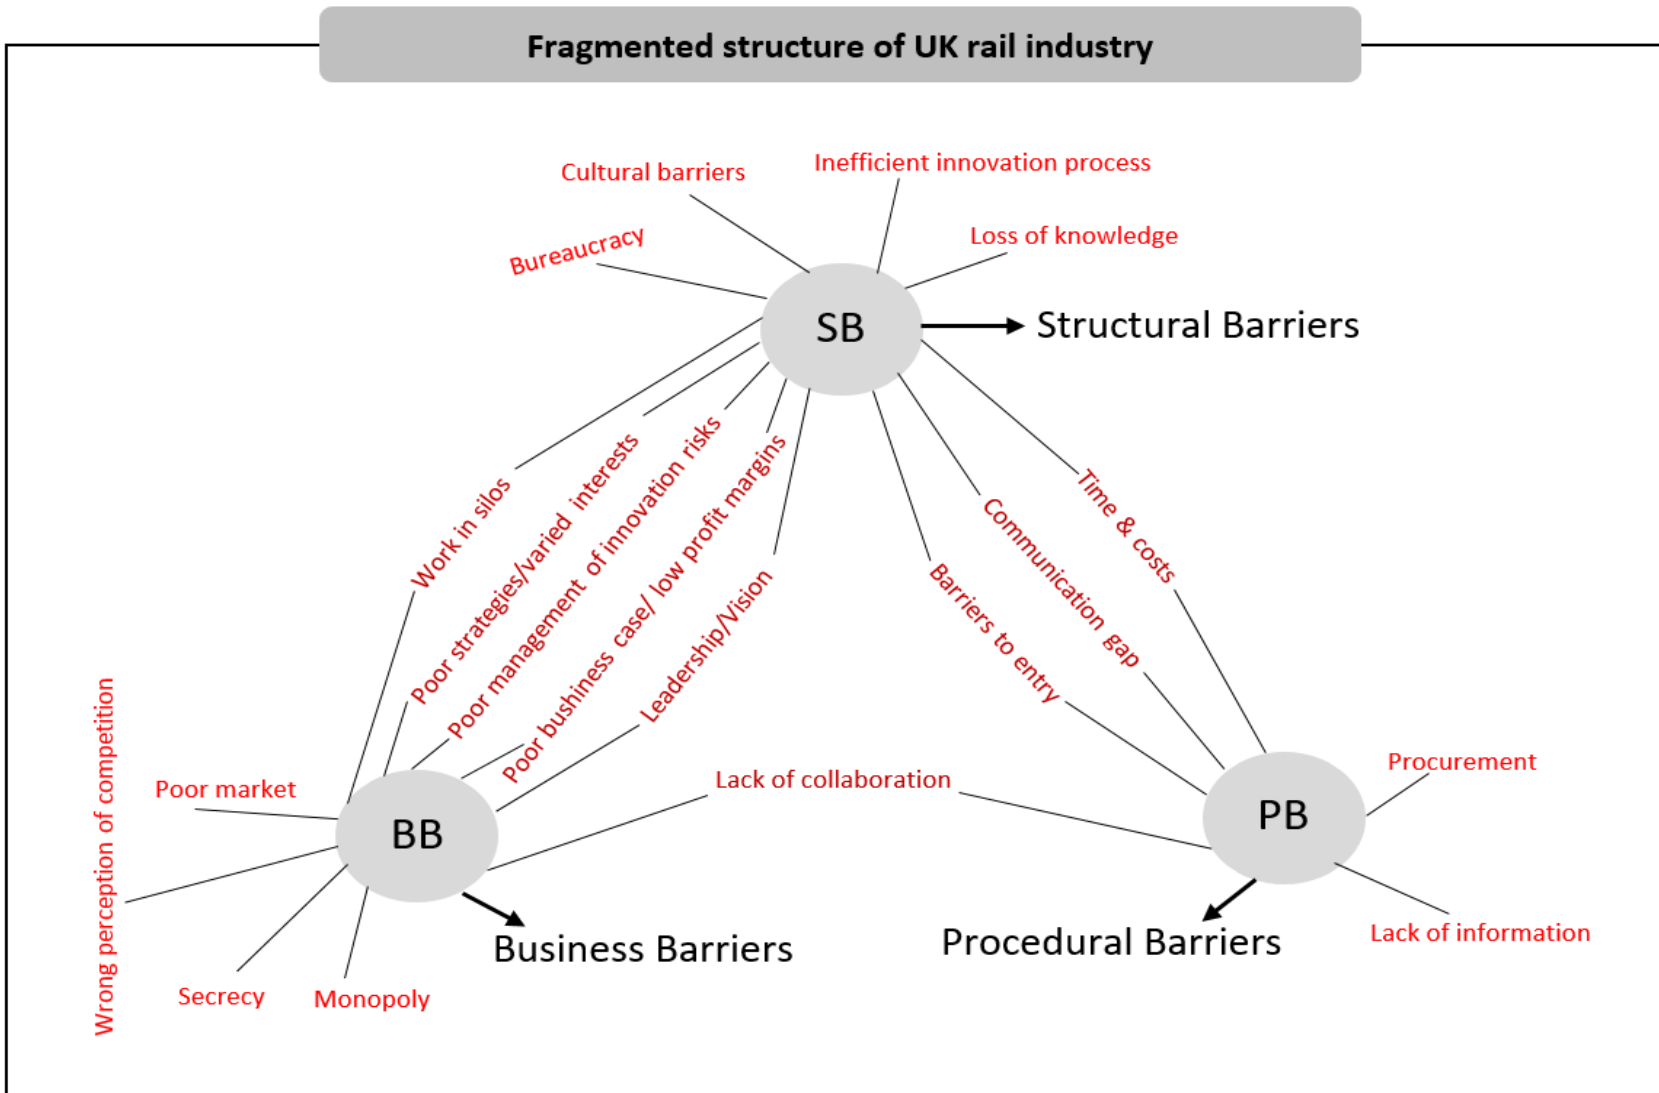 Fragmented structure of UK rail industry
Cultural barriers
Inefficient innovation process
Bureaucracy
Loss of knowledge
SB
Structural Barriers
Work in silos
Poor strategies/varied interests
Poor management of innovation risks
Poor bushiness case/ low profit margins
Leadership/Vision
Barriers to entry
Communication gap
Time & costs
Wrong perception of competition
Poor market
Lack of collaboration
Procurement
BB
PB
Business Barriers
Procedural Barriers
Lack of information
Secrecy
Monopoly